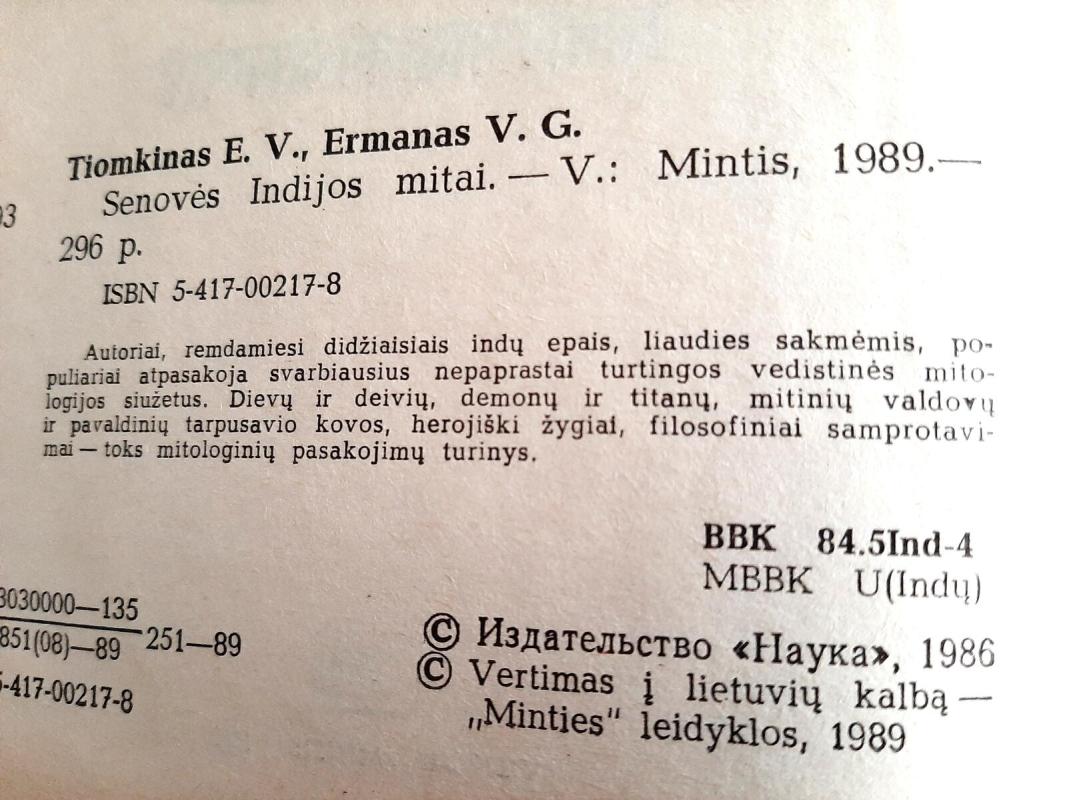 Tiomkinas E. V., Ermanas V. G.
Senovės Indijos mitai. — V.: Mintis, 1989.—
296 p.
ISBN 5-417-00217-8
Autoriai, remdamiesi didžiaisiais indų epais, liaudies sakmėmis, po-
puliariai atpasakoja svarbiausius nepaprastai turtingos vedistinės mito-
logijos siužetus. Dievų ir deivių, demonų ir titanų, mitinių valdovų
ir pavaldinių tarpusavio kovos, herojiški žygiai, filosofiniai samprotavi-
mai — toks mitologinių pasakojimų turinys.
BBK 84.5Ind-4
MBBK U(Indų)
3030000—135
851(08)—89 251—89
5-417-00217-8
© Издательство «Наука», 1986
© Vertimas į lietuvių kalbą —
„Minties" leidyklos, 1989